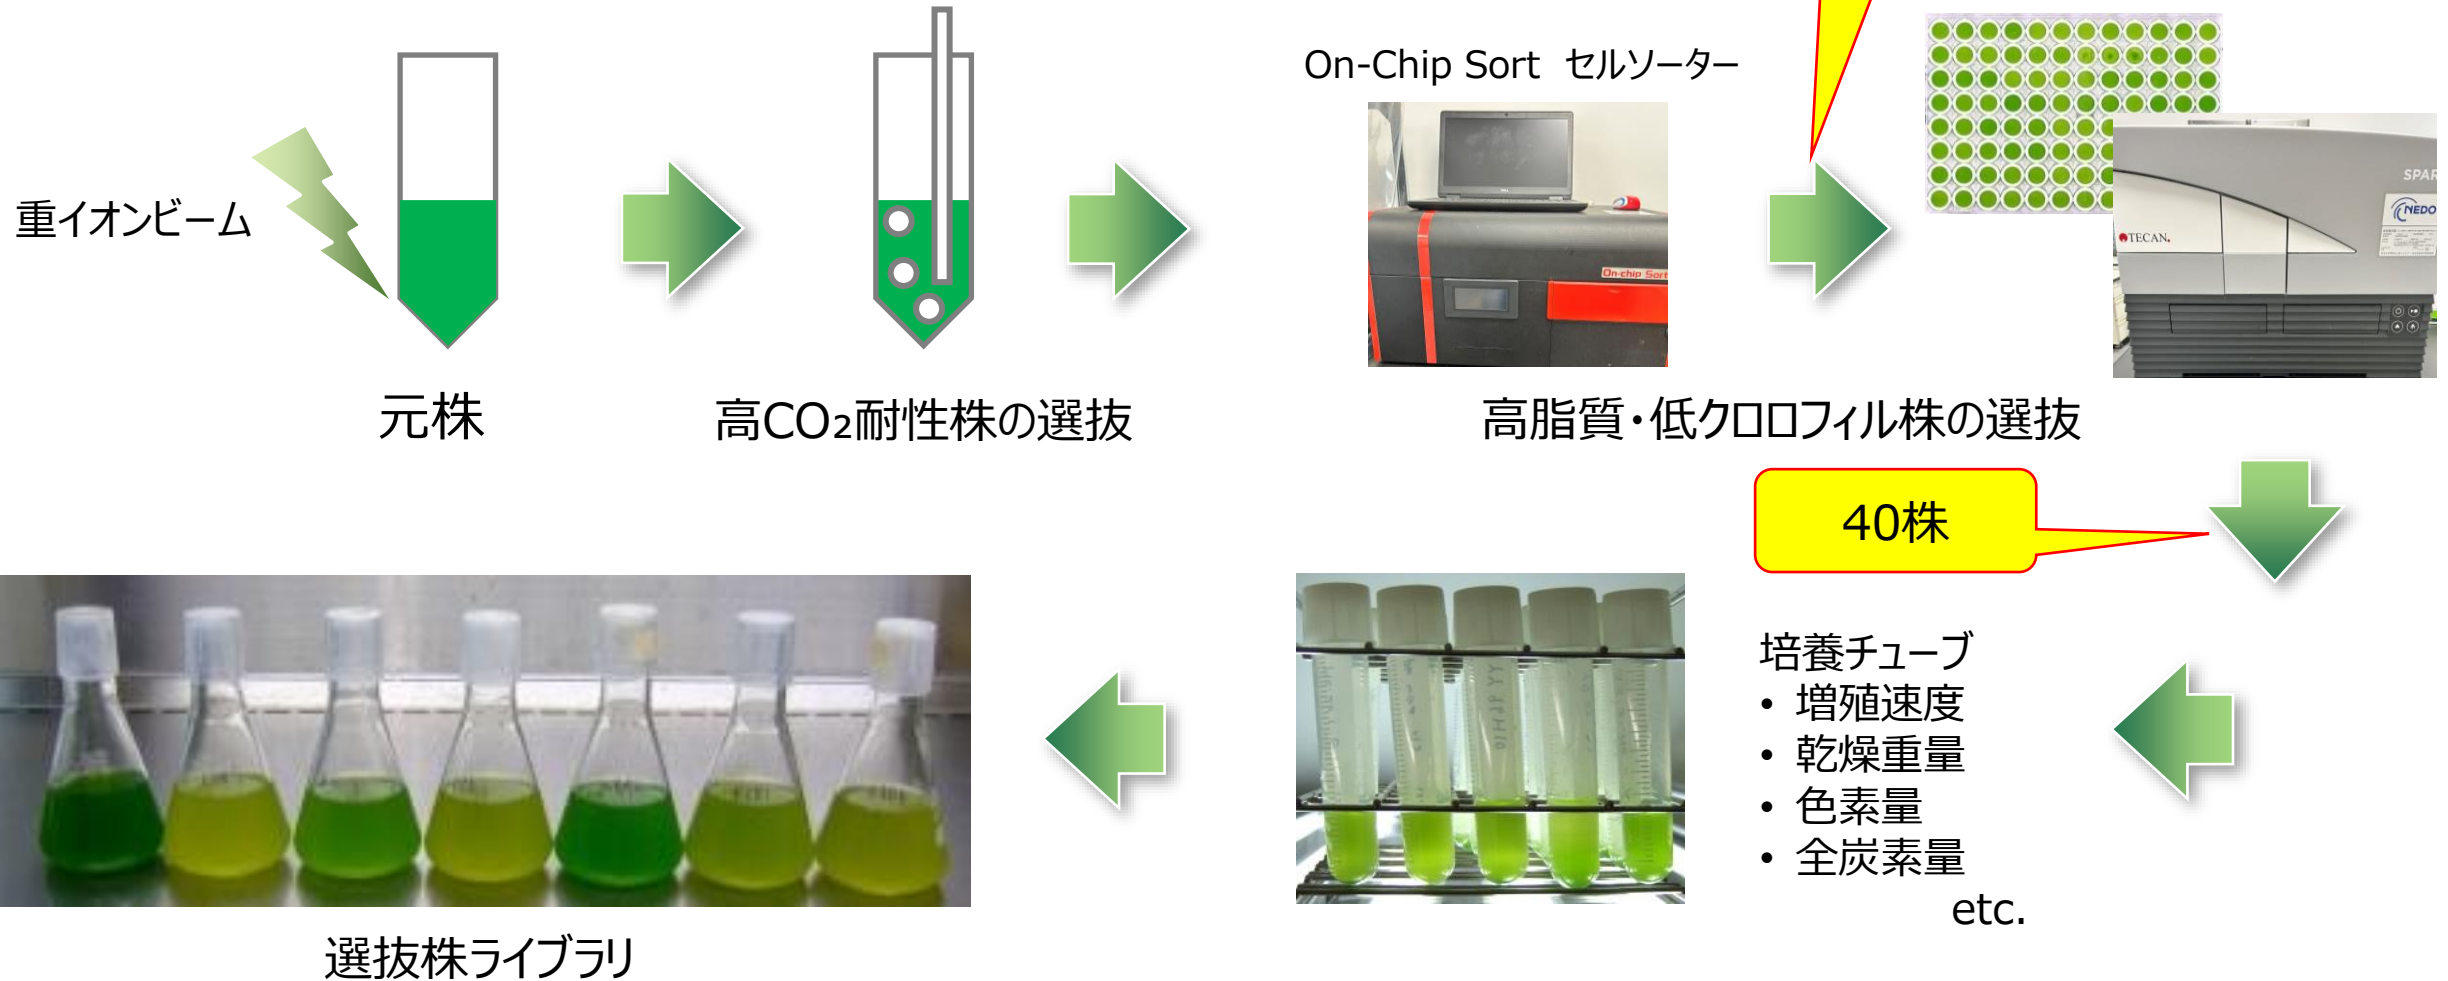 On-Chip Sort セルソーター
重イオンビーム
On-chip Sort
SPAR
NEDO
TECAN.
元株
高CO₂耐性株の選抜
高脂質・低クロロフィル株の選抜
40株
培養チューブ
• 増殖速度
• 乾燥重量
• 色素量
• 全炭素量
etc.
選抜株ライブラリ